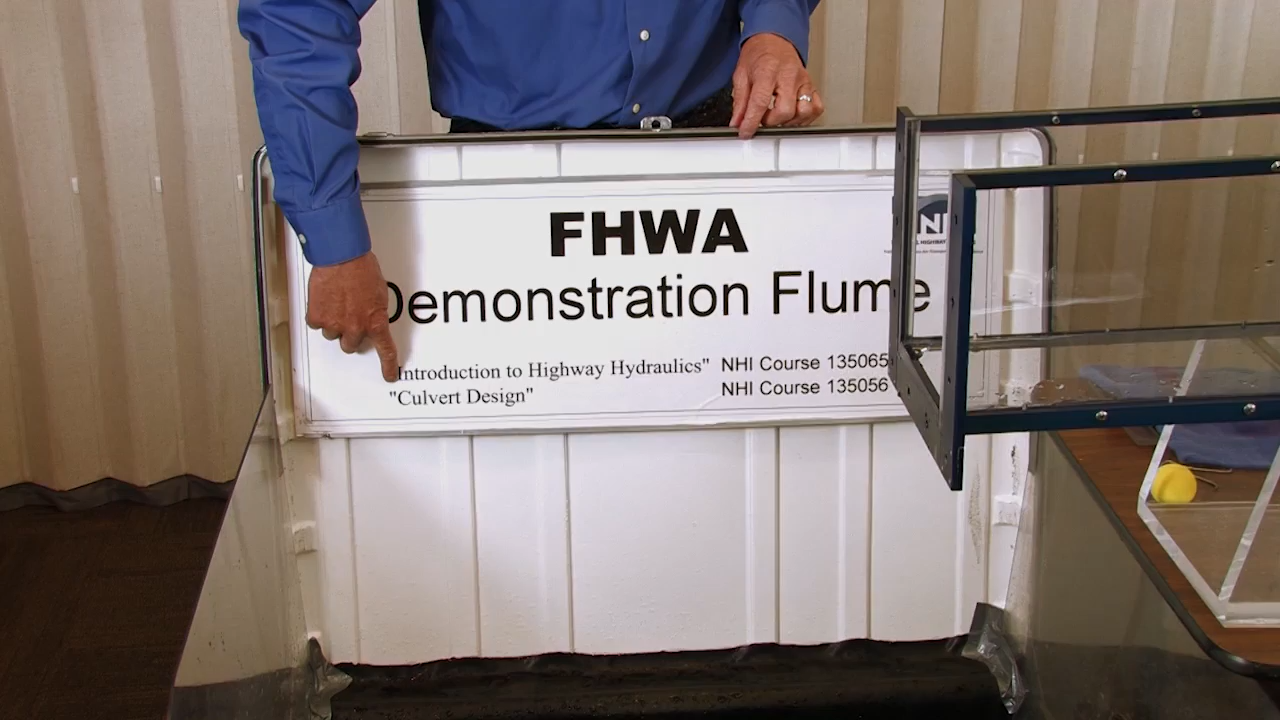 FHWA
Demonstration Flume
"Introduction to Highway Hydraulics" NHI Course 135065
"Culvert Design" NHI Course 135056